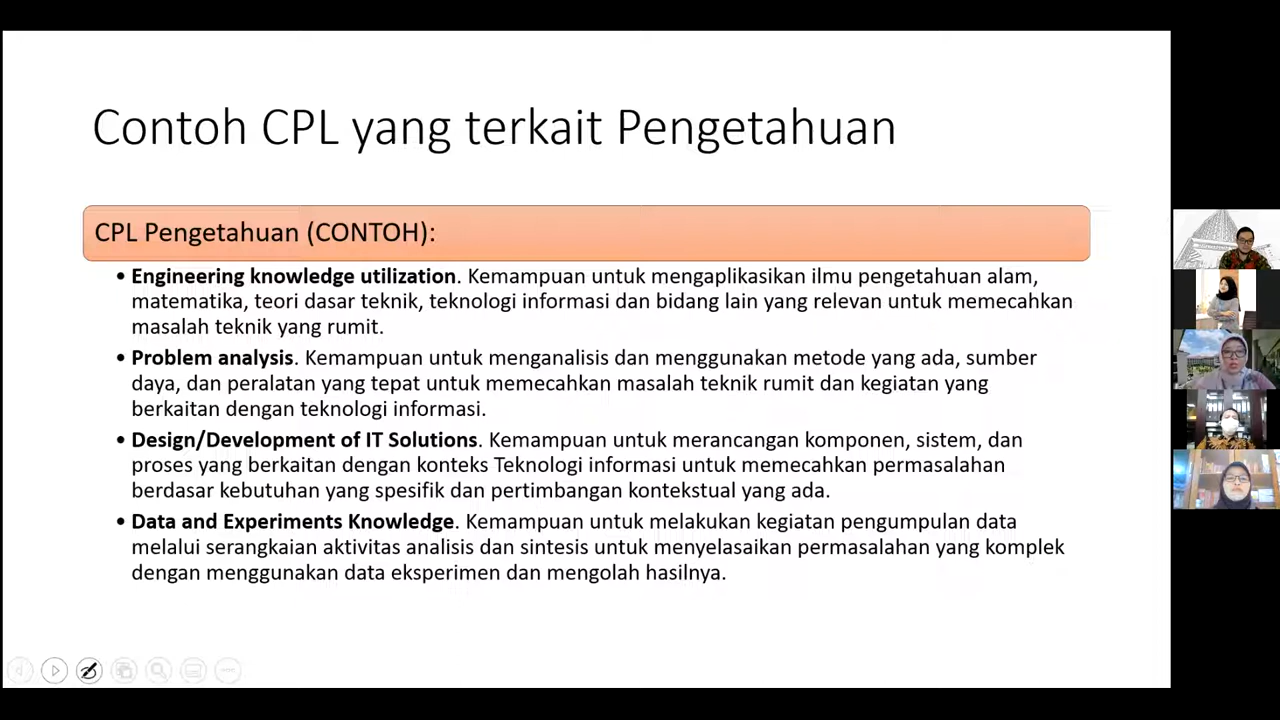 Contoh CPL yang terkait Pengetahuan
CPL Pengetahuan (CONTOH):
• Engineering knowledge utilization. Kemampuan untuk mengaplikasikan ilmu pengetahuan alam,
matematika, teori dasar teknik, teknologi informasi dan bidang lain yang relevan untuk memecahkan
masalah teknik yang rumit.
• Problem analysis. Kemampuan untuk menganalisis dan menggunakan metode yang ada, sumber
daya, dan peralatan yang tepat untuk memecahkan masalah teknik rumit dan kegiatan yang
berkaitan dengan teknologi informasi.
• Design/Development of IT Solutions. Kemampuan untuk merancangan komponen, sistem, dan
proses yang berkaitan dengan konteks Teknologi informasi untuk memecahkan permasalahan
berdasar kebutuhan yang spesifik dan pertimbangan kontekstual yang ada.
• Data and Experiments Knowledge. Kemampuan untuk melakukan kegiatan pengumpulan data
melalui serangkaian aktivitas analisis dan sintesis untuk menyelasaikan permasalahan yang komplek
dengan menggunakan data eksperimen dan mengolah hasilnya.